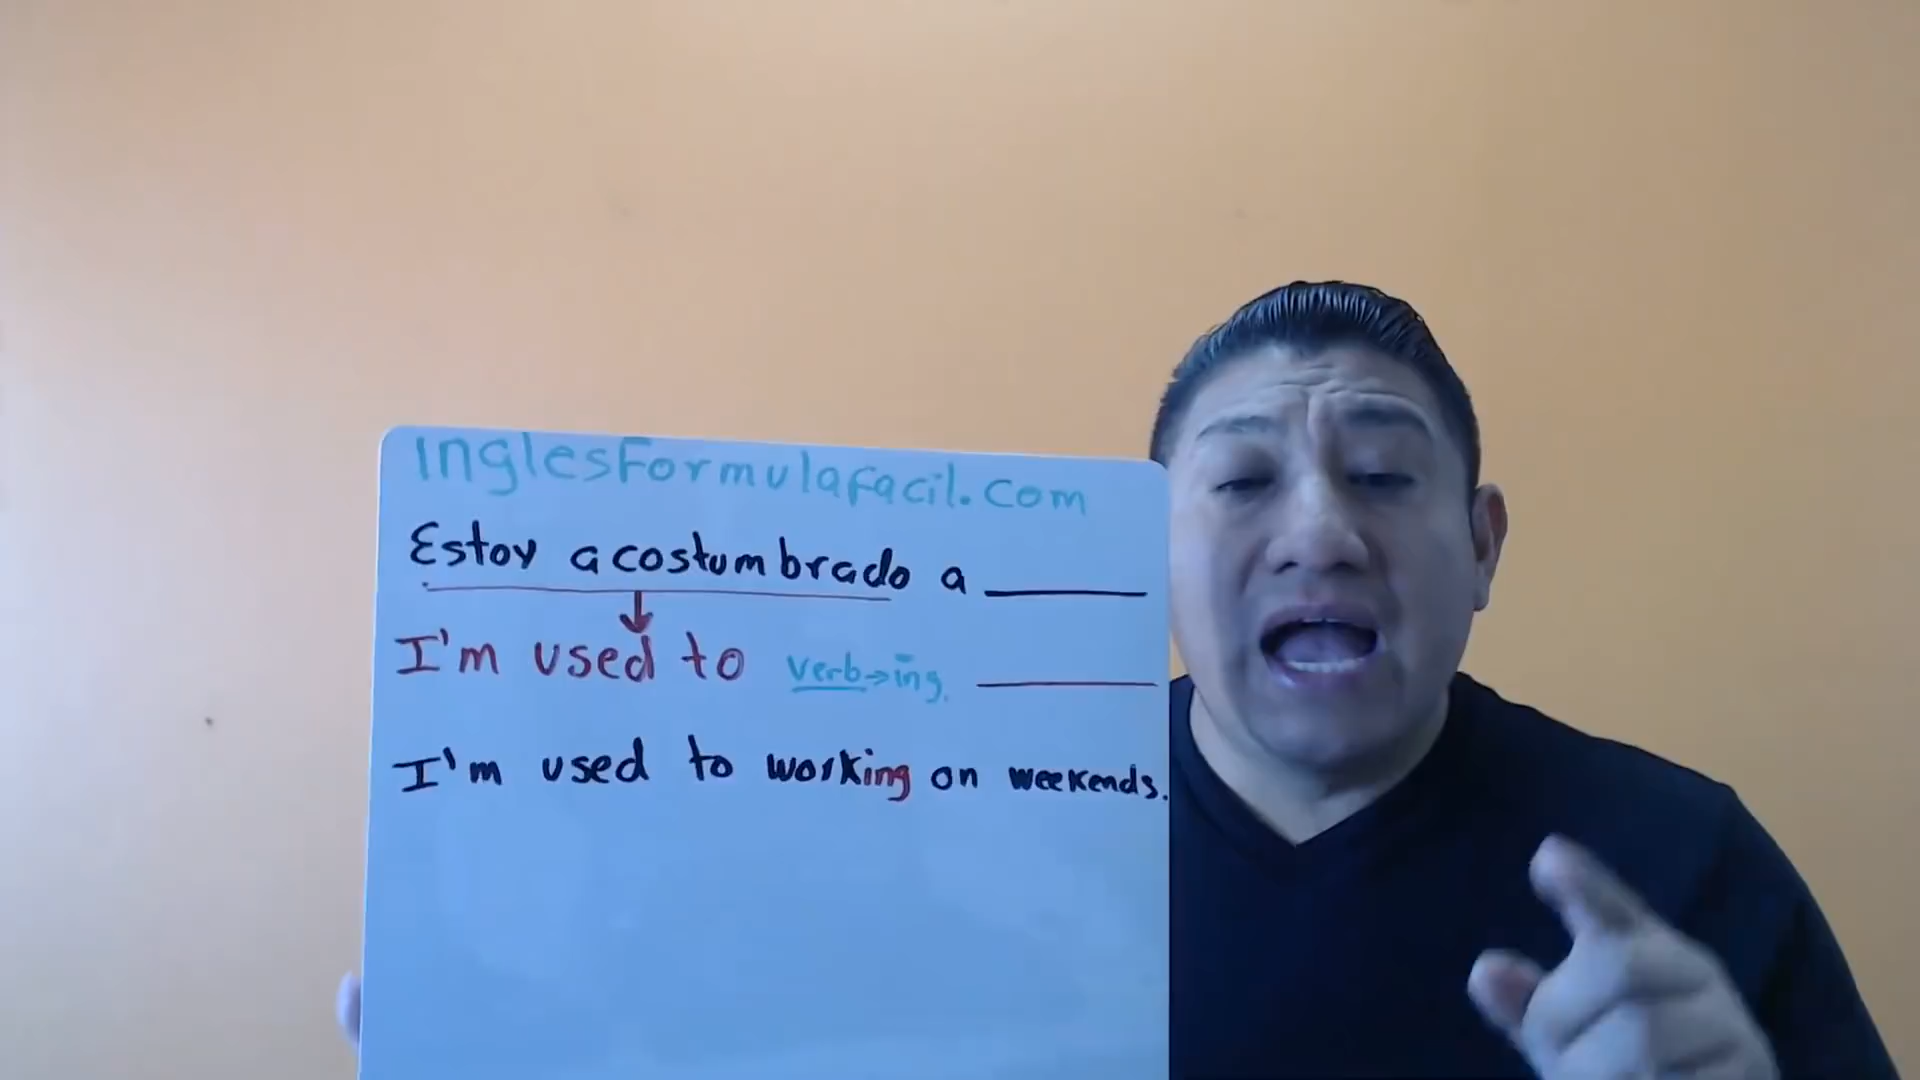 InglesFormulaFacil.com
Estoy acostumbrado a ______
I'm used to verb→ing. ______
I'm used to working on weekends.